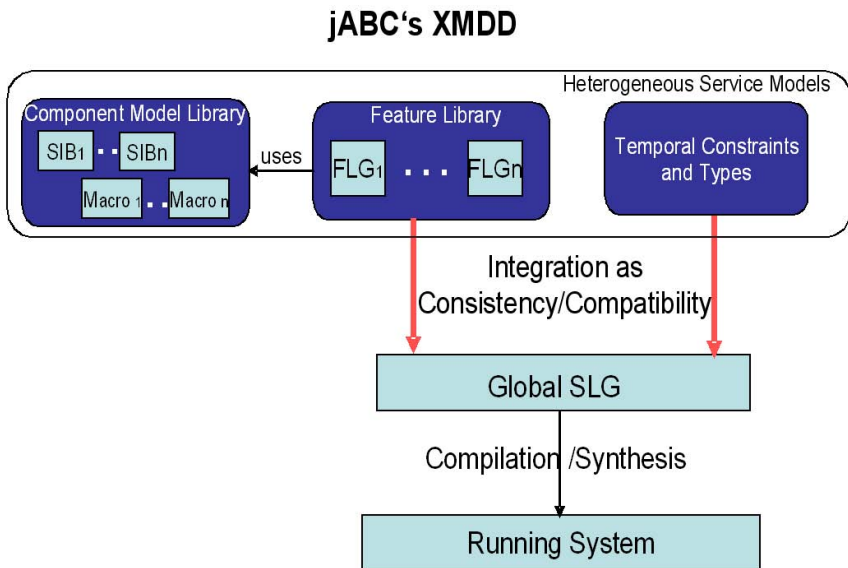 jABC's XMDD
Heterogeneous Service Models
Component Model Library
SIB1 .. SIBn
Macro 1 .. Macro n
uses
Feature Library
FLG1 ... FLGn
Temporal Constraints
and Types
Integration as
Consistency/Compatibility
Global SLG
Compilation /Synthesis
Running System